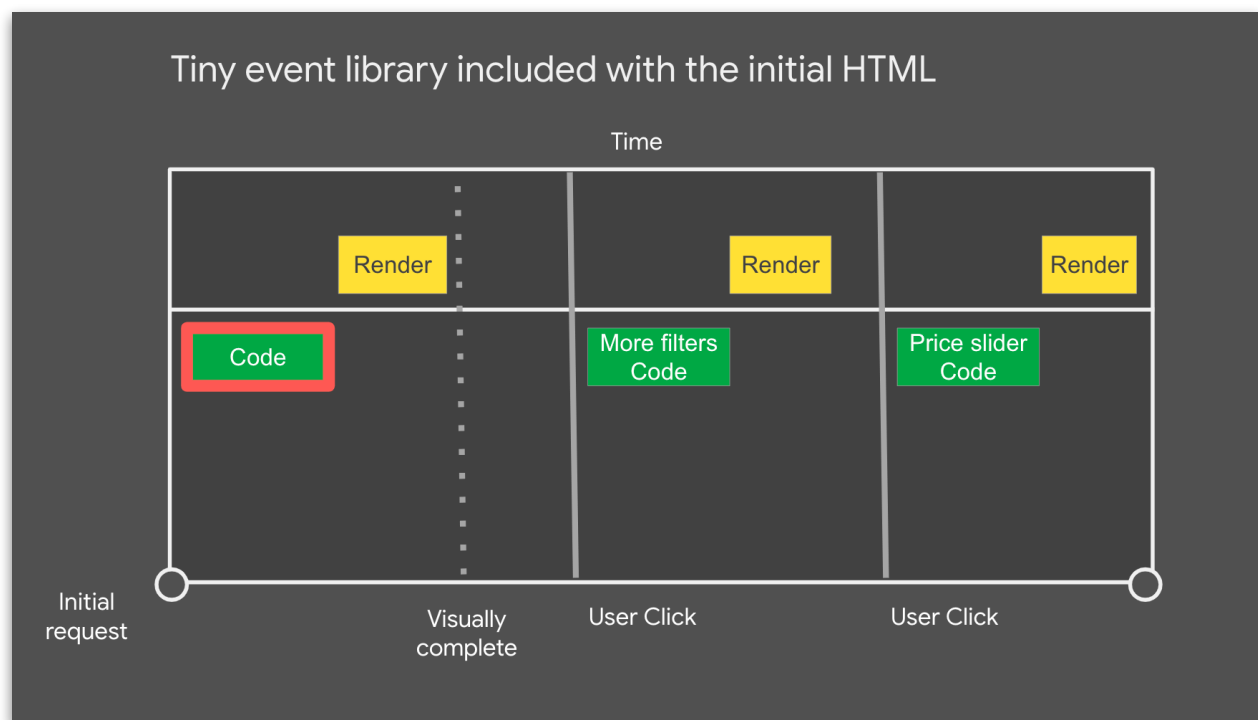 Tiny event library included with the initial HTML
Time
Render
Render
Render
Code
More filters
Code
Price slider
Code
Initial
request
Visually
complete
User Click
User Click